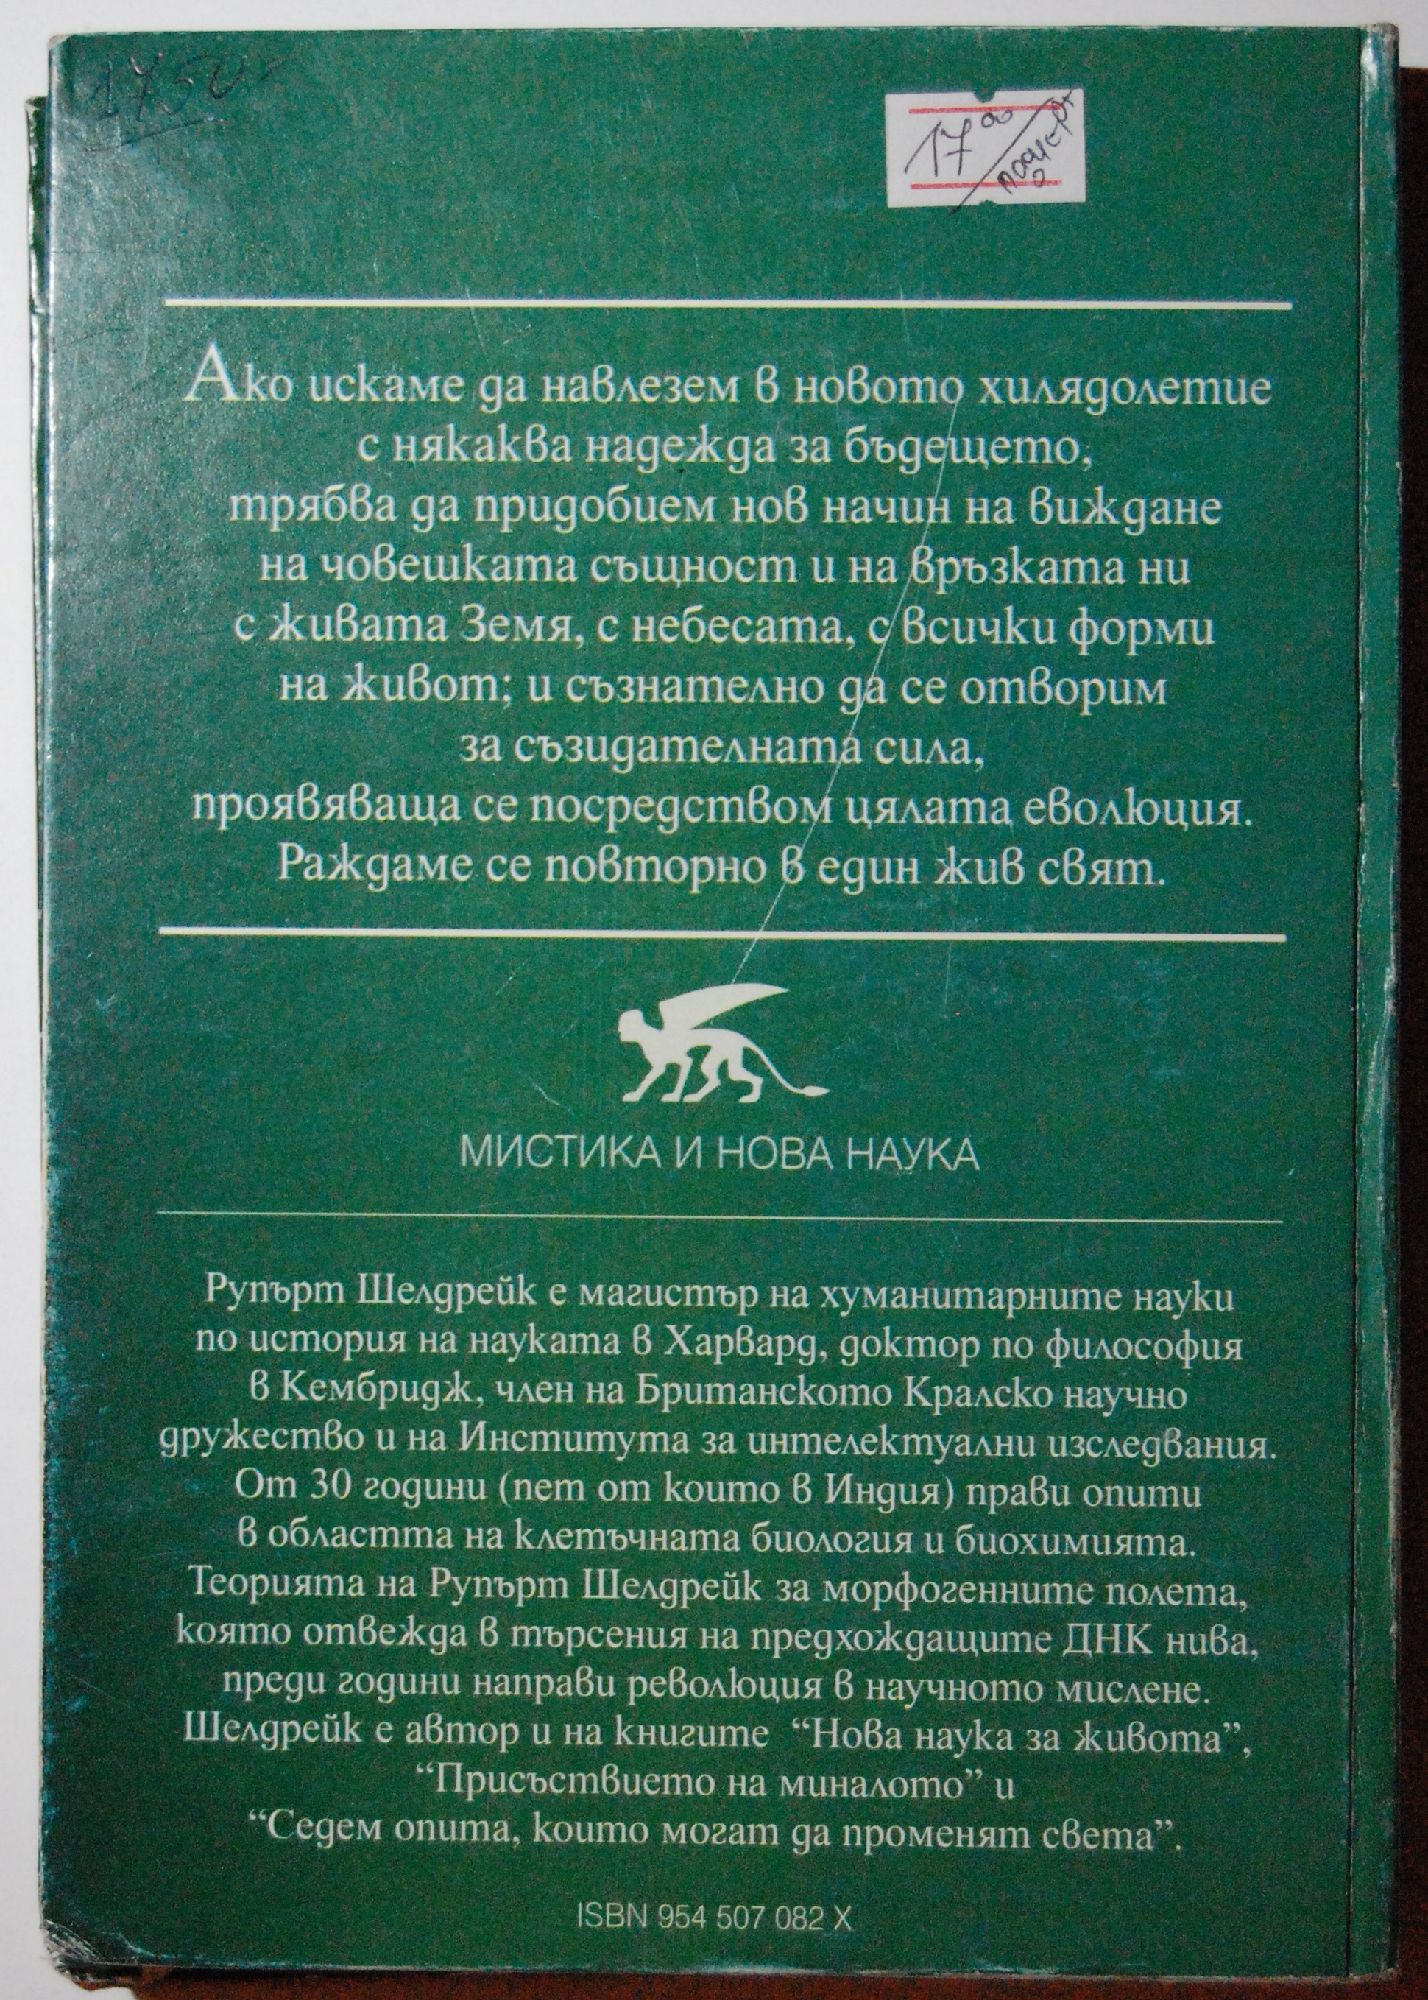 1750
17 00
Ако искаме да навлезем в новото хилядолетие
с някаква надежда за бъдещето,
трябва да придобием нов начин на виждане
на човешката същност и на връзката ни
с живата Земя, с небесата, с всички форми
на живот; и съзнателно да се отворим
за съзидателната сила,
проявяваща се посредством цялата еволюция.
Раждаме се повторно в един жив свят.
МИСТИКА И НОВА НАУКА
Рупърт Шелдрейк е магистър на хуманитарните науки
по история на науката в Харвард, доктор по философия
в Кембридж, член на Британското Кралско научно
дружество и на Института за интелектуални изследвания.
От 30 години (пет от които в Индия) прави опити
в областта на клетъчната биология и биохимията.
Теорията на Рупърт Шелдрейк за морфогенните полета,
която отвежда в търсения на предхождащите ДНК нива,
преди години направи революция в научното мислене.
Шелдрейк е автор и на книгите “Нова наука за живота”,
“Присъствието на миналото” и
“Седем опита, които могат да променят света”.
ISBN 954 507 082 X